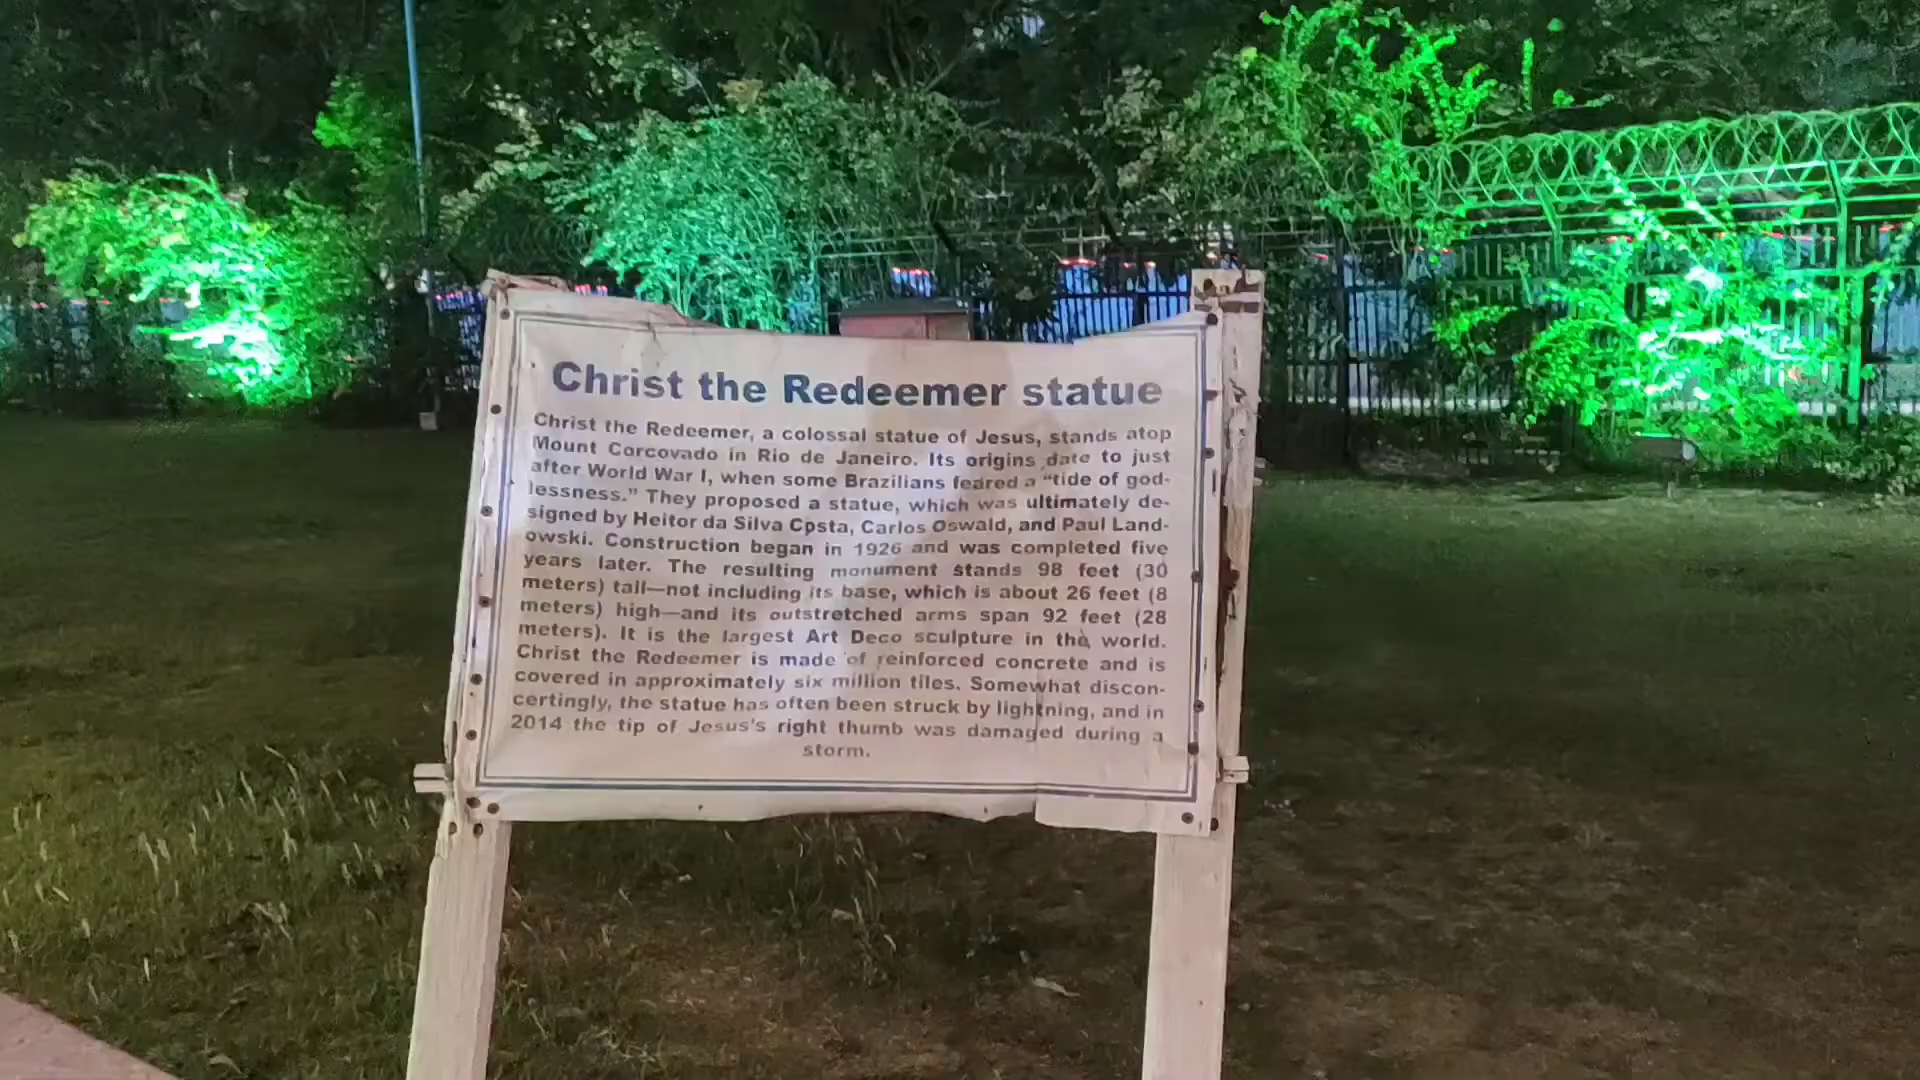 Christ the Redeemer statue
Christ the Redeemer, a colossal statue of Jesus, stands atop
Mount Corcovado in Rio de Janeiro. Its origins date to just
after World War I, when some Brazilians feared a “tide of god-
lessness.” They proposed a statue, which was ultimately de-
signed by Heitor da Silva Costa, Carlos Oswald, and Paul Land-
owski. Construction began in 1926 and was completed five
years later. The resulting monument stands 98 feet (30
meters) tall—not including its base, which is about 26 feet (8
meters) high—and its outstretched arms span 92 feet (28
meters). It is the largest Art Deco sculpture in the world.
Christ the Redeemer is made of reinforced concrete and is
covered in approximately six million tiles. Somewhat discon-
certingly, the statue has often been struck by lightning, and in
2014 the tip of Jesus's right thumb was damaged during a
storm.